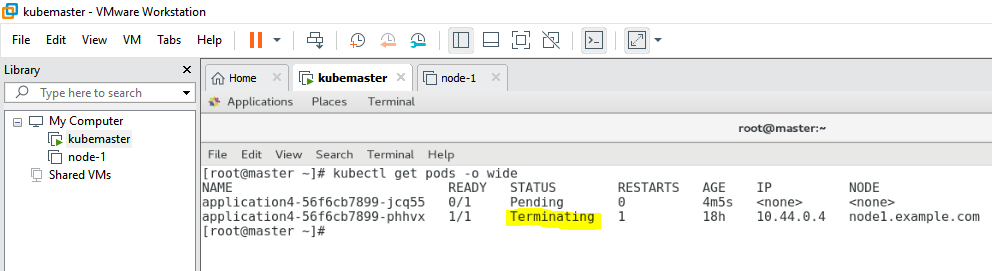 kubemaster - VMware Workstation
File Edit View VM Tabs Help
Library
Type here to search
My Computer
kubemaster
node-1
Shared VMs
Home kubemaster node-1
Applications Places Terminal
root@master:~
File Edit View Search Terminal Help
[root@master ~]# kubectl get pods -o wide
NAME READY STATUS RESTARTS AGE IP NODE
application4-56f6cb7899-jcq55 0/1 Pending 0 4m5s <none> <none>
application4-56f6cb7899-phhvx 1/1 Terminating 1 18h 10.44.0.4 node1.example.com
[root@master ~]#